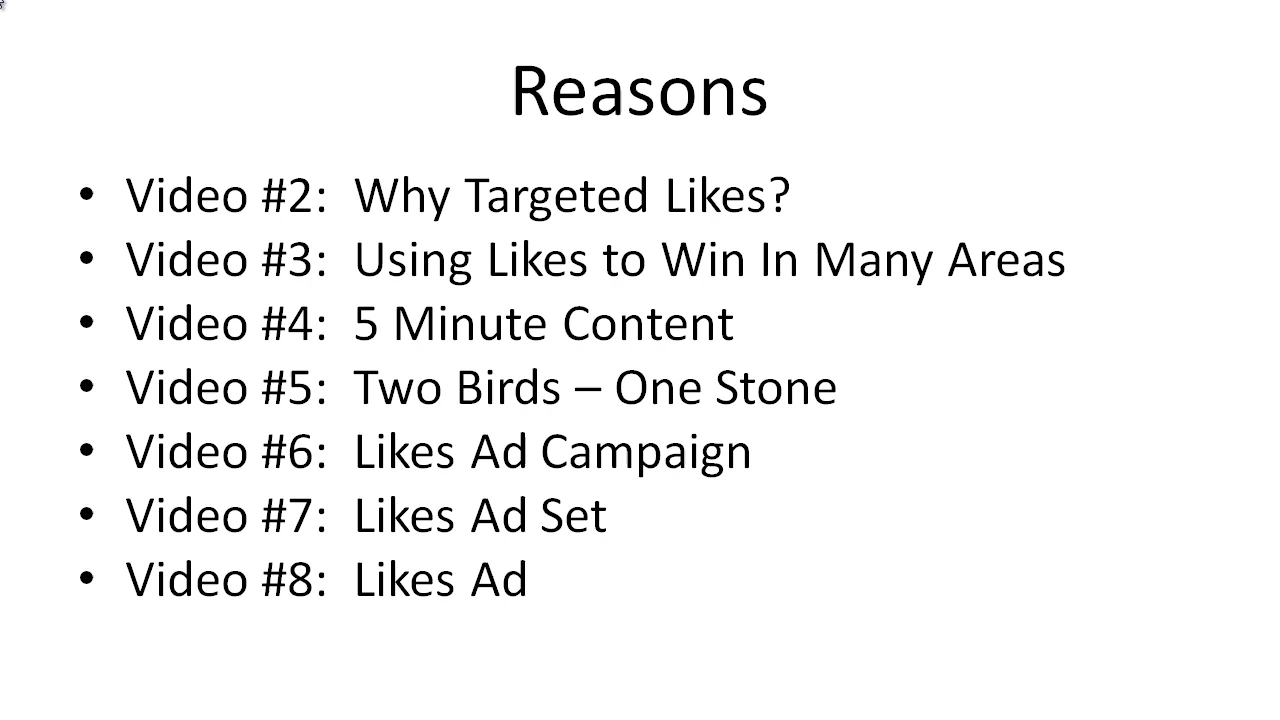 Reasons
• Video #2: Why Targeted Likes?
• Video #3: Using Likes to Win In Many Areas
• Video #4: 5 Minute Content
• Video #5: Two Birds – One Stone
• Video #6: Likes Ad Campaign
• Video #7: Likes Ad Set
• Video #8: Likes Ad